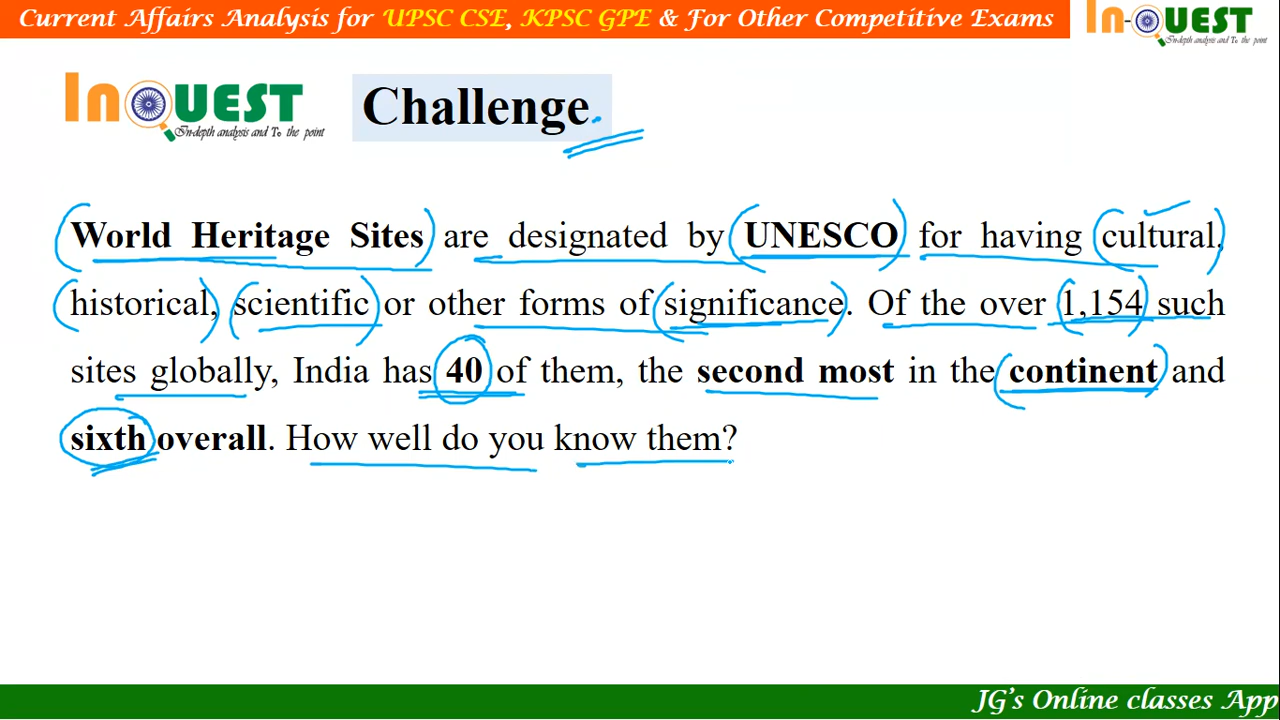 Current Affairs Analysis for UPSC CSE, KPSC GPE & For Other Competitive Exams
In-QUEST
In-depth analysis and To the point
InQUEST
In-depth analysis and To the point
Challenge
World Heritage Sites are designated by UNESCO for having cultural,
historical, scientific or other forms of significance. Of the over 1,154 such
sites globally, India has 40 of them, the second most in the continent and
sixth overall. How well do you know them?
JG's Online classes App